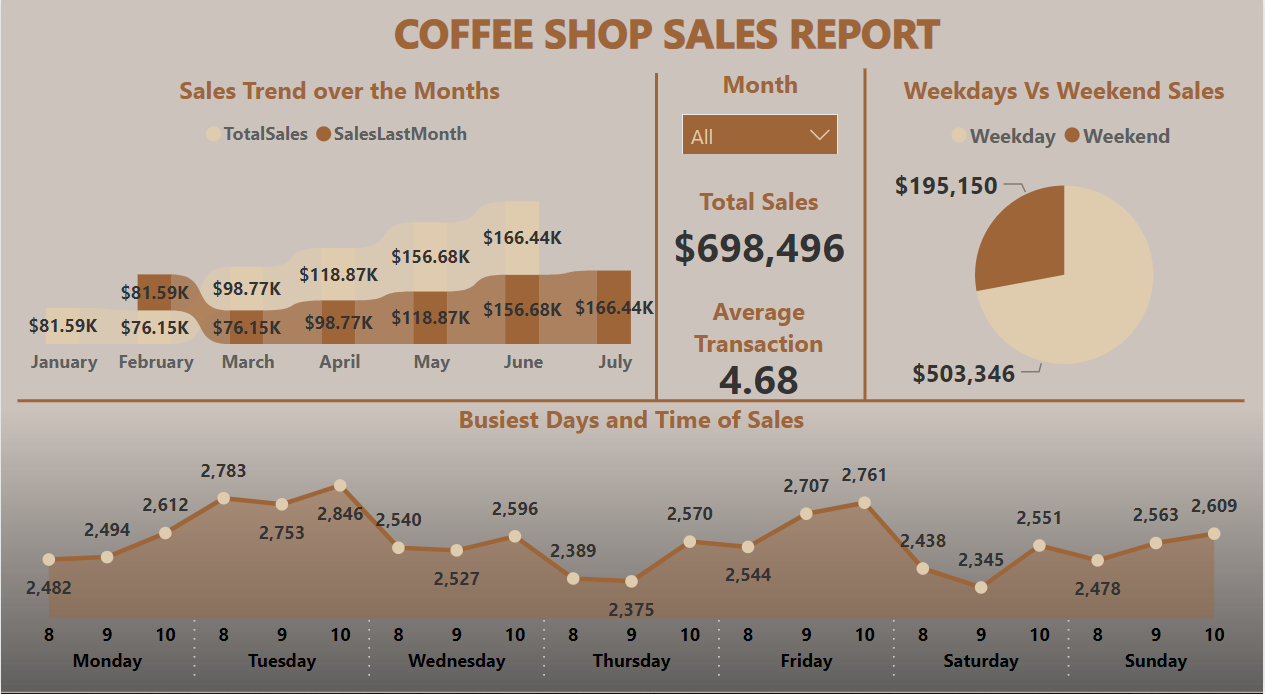 COFFEE SHOP SALES REPORT
Sales Trend over the Months
TotalSales SalesLastMonth
$166.44K
$156.68K
$118.87K
$98.77K
$81.59K
$81.59K $76.15K $76.15K $98.77K $118.87K $156.68K $166.44K
January February March April May June July
Month
All
Total Sales
$698,496
Average
Transaction
4.68
Weekdays Vs Weekend Sales
Weekday Weekend
$195,150
$503,346
Busiest Days and Time of Sales
2,482 2,494 2,612 2,783 2,753 2,846 2,540 2,527 2,596 2,389 2,375 2,570 2,544 2,707 2,761 2,438 2,345 2,551 2,478 2,563 2,609
8 9 10 8 9 10 8 9 10 8 9 10 8 9 10 8 9 10 8 9 10
Monday Tuesday Wednesday Thursday Friday Saturday Sunday